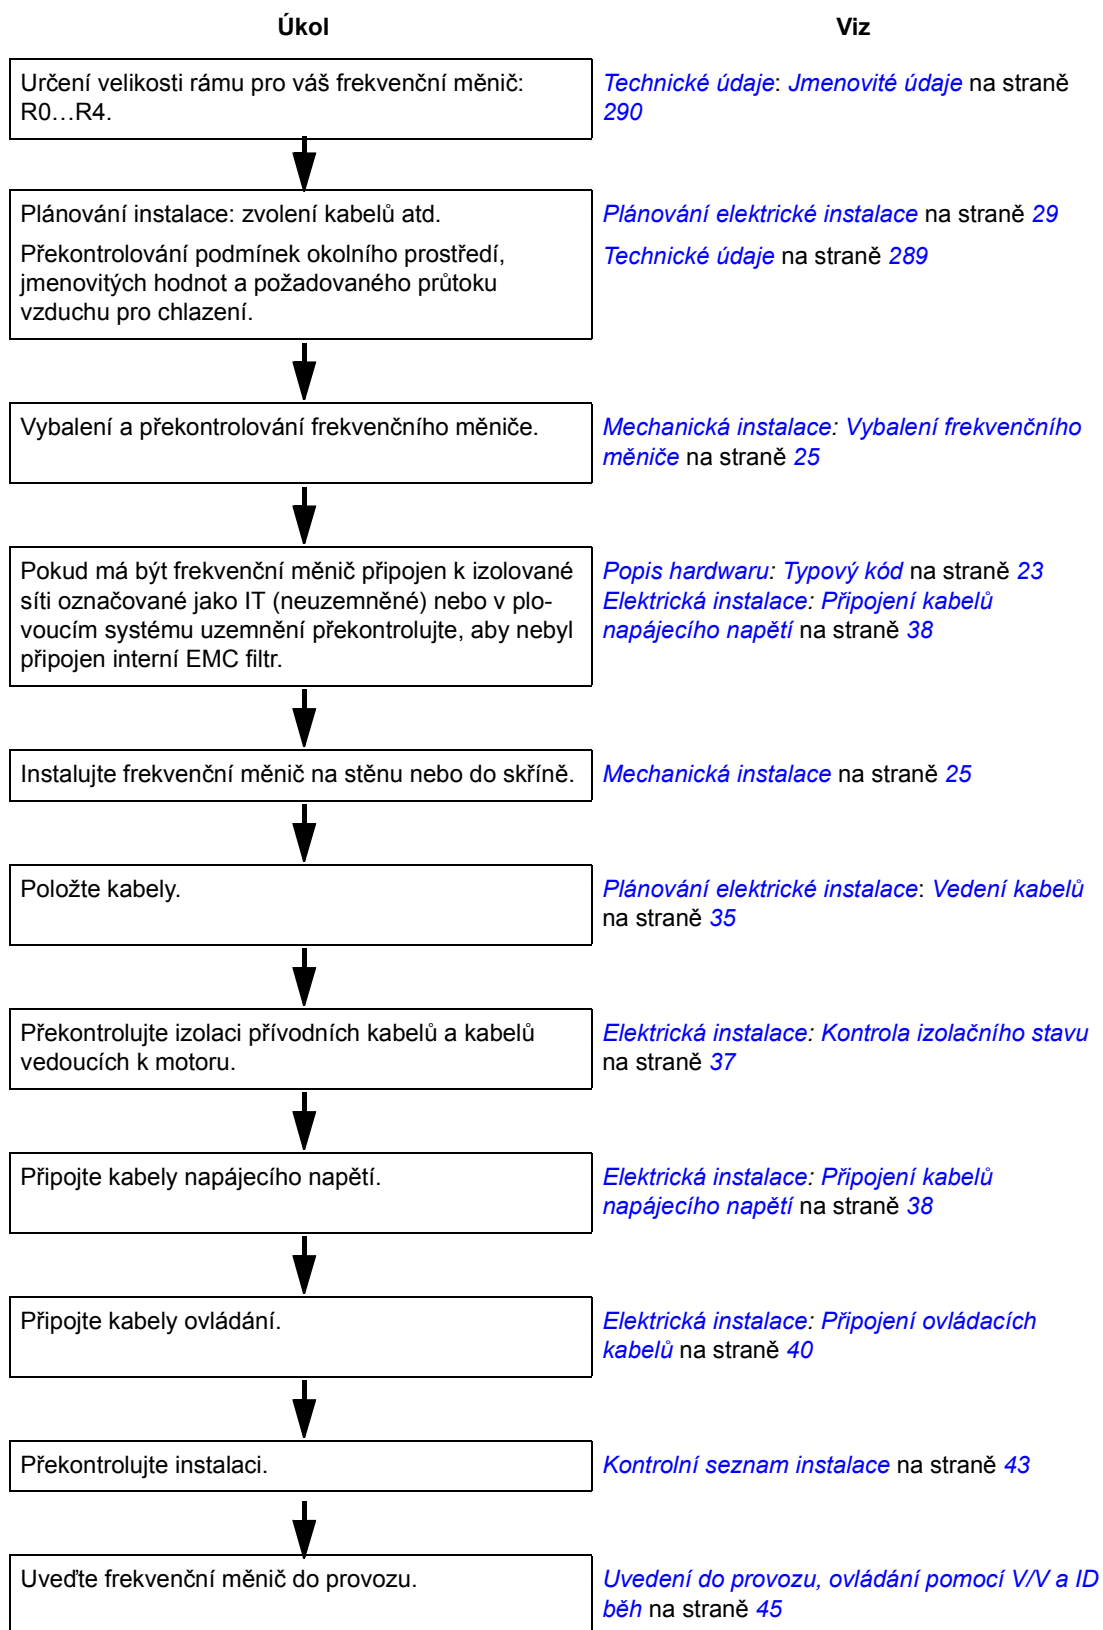 Úkol
Viz
Určení velikosti rámu pro váš frekvenční měnič:
R0…R4.
Technické údaje: Jmenovité údaje na straně
290
Plánování instalace: zvolení kabelů atd.
Překontrolování podmínek okolního prostředí,
jmenovitých hodnot a požadovaného průtoku
vzduchu pro chlazení.
Plánování elektrické instalace na straně 29
Technické údaje na straně 289
Vybalení a překontrolování frekvenčního měniče.
Mechanická instalace: Vybalení frekvenčního
měniče na straně 25
Pokud má být frekvenční měnič připojen k izolované
síti označované jako IT (neuzemněné) nebo v plo-
voucím systému uzemnění překontrolujte, aby nebyl
připojen interní EMC filtr.
Popis hardwaru: Typový kód na straně 23
Elektrická instalace: Připojení kabelů
napájecího napětí na straně 38
Instalujte frekvenční měnič na stěnu nebo do skříně.
Mechanická instalace na straně 25
Položte kabely.
Plánování elektrické instalace: Vedení kabelů
na straně 35
Překontrolujte izolaci přívodních kabelů a kabelů
vedoucích k motoru.
Elektrická instalace: Kontrola izolačního stavu
na straně 37
Připojte kabely napájecího napětí.
Elektrická instalace: Připojení kabelů
napájecího napětí na straně 38
Připojte kabely ovládání.
Elektrická instalace: Připojení ovládacích
kabelů na straně 40
Překontrolujte instalaci.
Kontrolní seznam instalace na straně 43
Uveďte frekvenční měnič do provozu.
Uvedení do provozu, ovládání pomocí V/V a ID
běh na straně 45